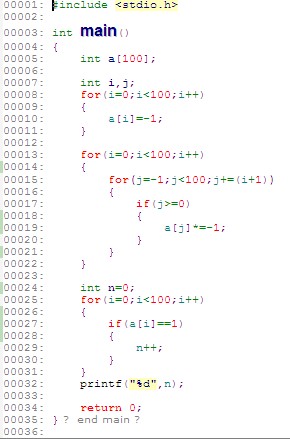 00001: #include <stdio.h>
00002:
00003: int main()
00004: {
00005:     int a[100];
00006:
00007:     int i,j;
00008:     for(i=0;i<100;i++)
00009:     {
00010:         a[i]=-1;
00011:     }
00012:
00013:     for(i=0;i<100;i++)
00014:     {
00015:         for(j=-1;j<100;j+=(i+1))
00016:         {
00017:             if(j>=0)
00018:             {
00019:                 a[j]*=-1;
00020:             }
00021:         }
00022:     }
00023:
00024:     int n=0;
00025:     for(i=0;i<100;i++)
00026:     {
00027:         if(a[i]==1)
00028:         {
00029:             n++;
00030:         }
00031:     }
00032:     printf("%d",n);
00033:
00034:     return 0;
00035: } ? end main ?
00036: